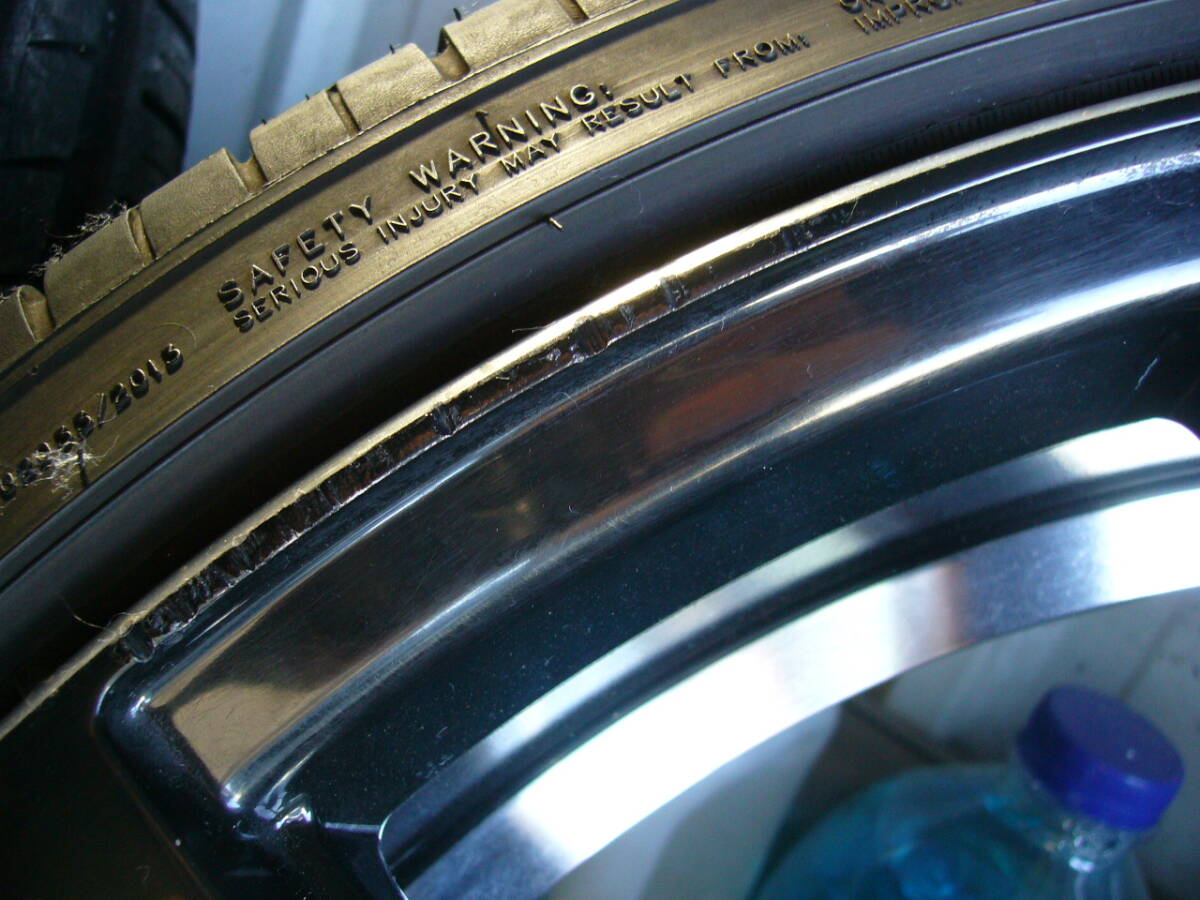 SAFETY WARNING:
SERIOUS INJURY MAY RESULT FROM: